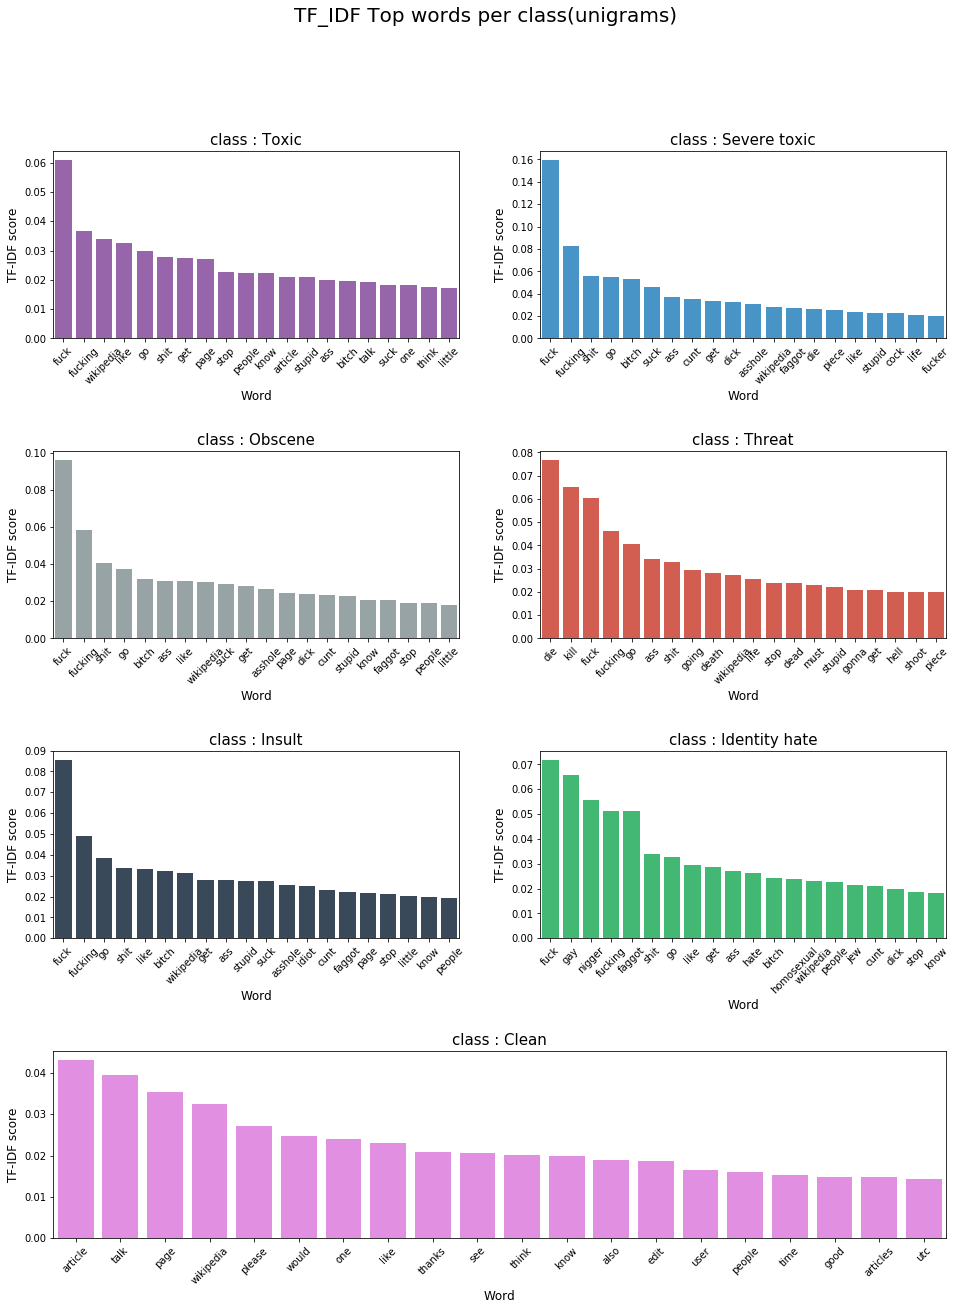 TF_IDF Top words per class(unigrams)
class : Toxic
TF-IDF score
0.06
0.05
0.04
0.03
0.02
0.01
0.00
fuck fucking wikipedia like go shit get page stop people know article stupid ass bitch talk suck one think little
Word
class : Severe toxic
TF-IDF score
0.16
0.14
0.12
0.10
0.08
0.06
0.04
0.02
0.00
fuck fucking shit go bitch suck ass cunt get dick asshole wikipedia faggot die piece like stupid cock life fucker
Word
class : Obscene
TF-IDF score
0.10
0.08
0.06
0.04
0.02
0.00
fuck fucking shit go bitch ass like wikipedia suck get asshole page dick cunt stupid know faggot stop people little
Word
class : Threat
TF-IDF score
0.08
0.07
0.06
0.05
0.04
0.03
0.02
0.01
0.00
die kill fuck fucking go ass shit going death wikipedia life stop dead must stupid gonna get hell shoot piece
Word
class : Insult
TF-IDF score
0.09
0.08
0.07
0.06
0.05
0.04
0.03
0.02
0.01
0.00
fuck fucking go shit like bitch wikipedia get ass stupid suck asshole idiot cunt faggot page stop little know people
Word
class : Identity hate
TF-IDF score
0.07
0.06
0.05
0.04
0.03
0.02
0.01
0.00
fuck gay nigger fucking faggot shit go like get ass hate bitch homosexual wikipedia people jew cunt dick stop know
Word
class : Clean
TF-IDF score
0.04
0.03
0.02
0.01
0.00
article talk page wikipedia please would one like thanks see think know also edit user people time good articles utc
Word